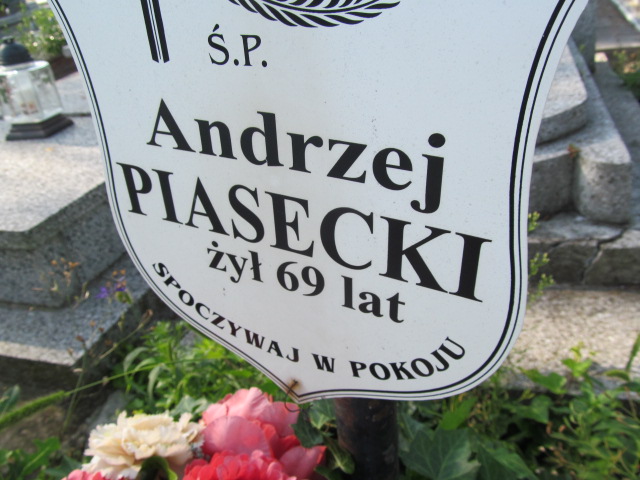 Ś.P.
Andrzej
PIASECKI
żył 69 lat
SPOCZYWAJ W POKOJU